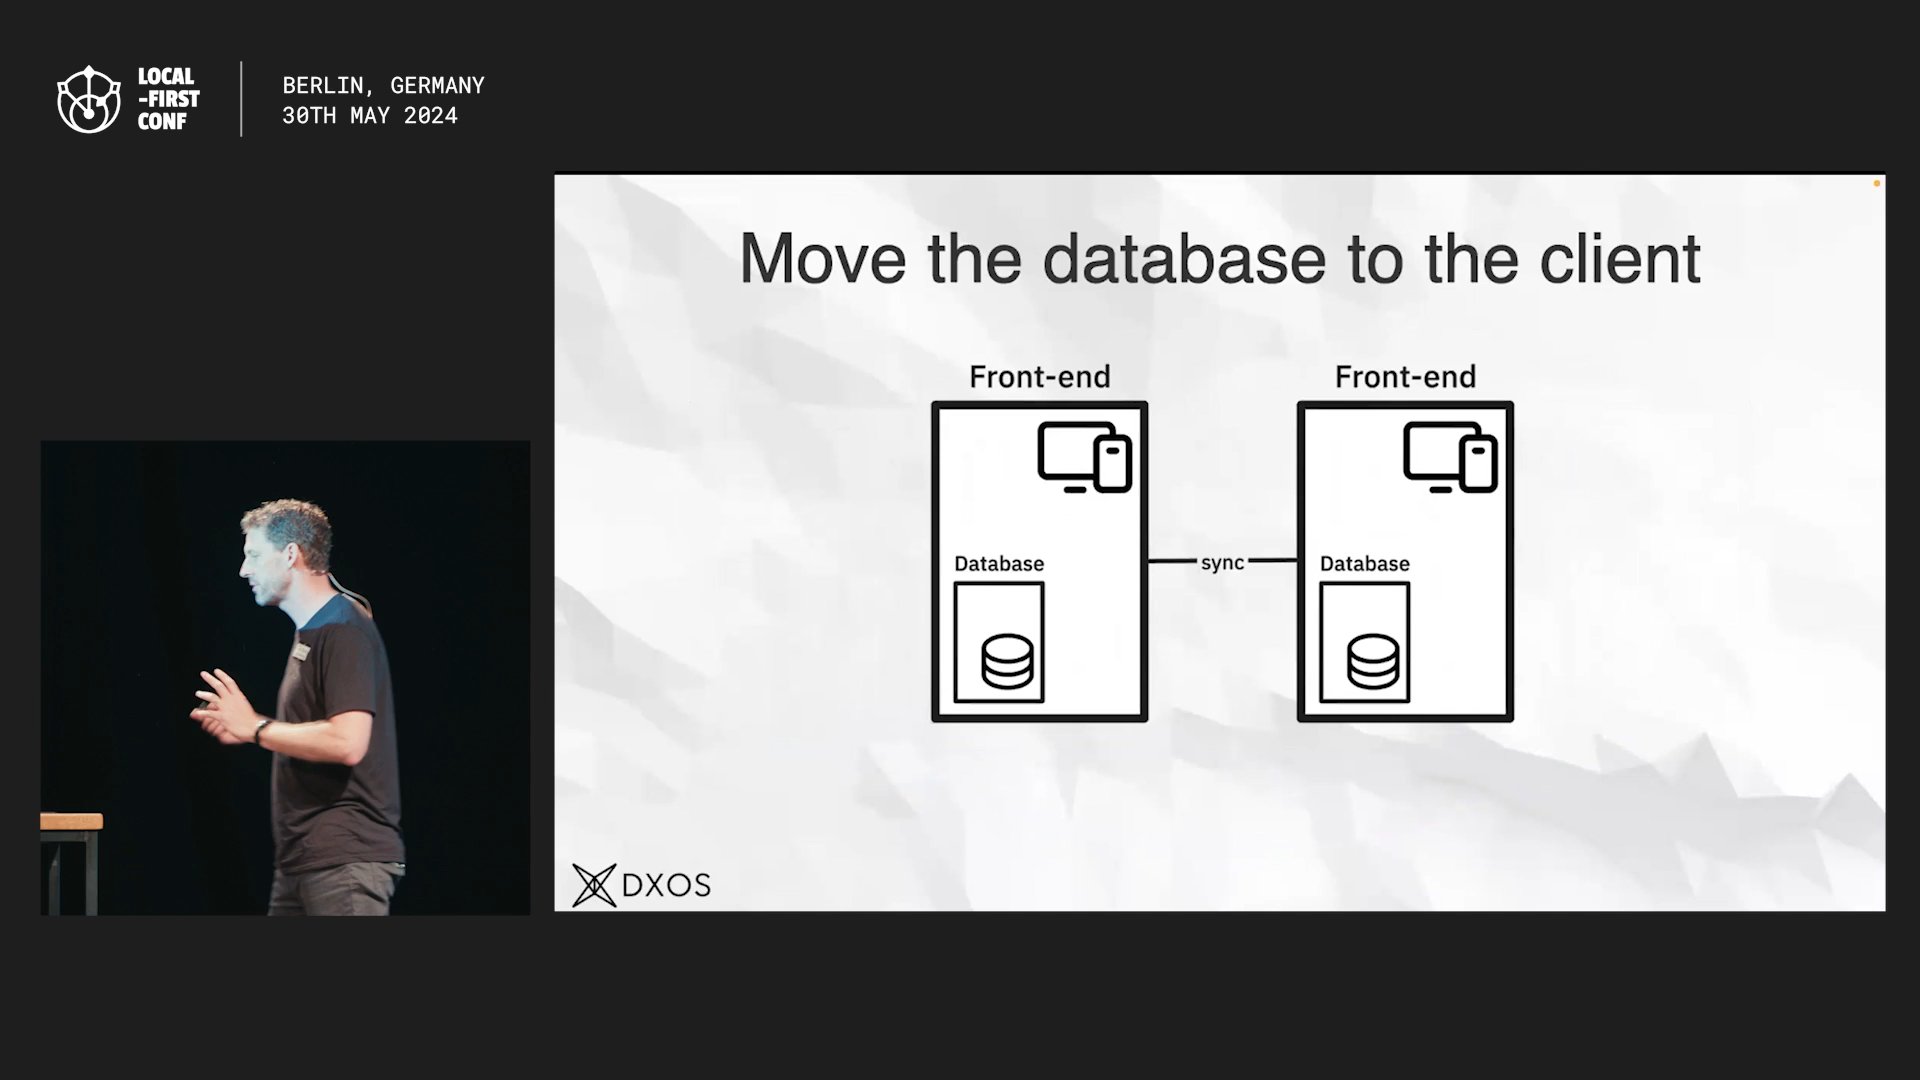 LOCAL
-FIRST
CONF
BERLIN, GERMANY
30TH MAY 2024
Move the database to the client
Front-end
Front-end
Database
sync
Database
DXOS